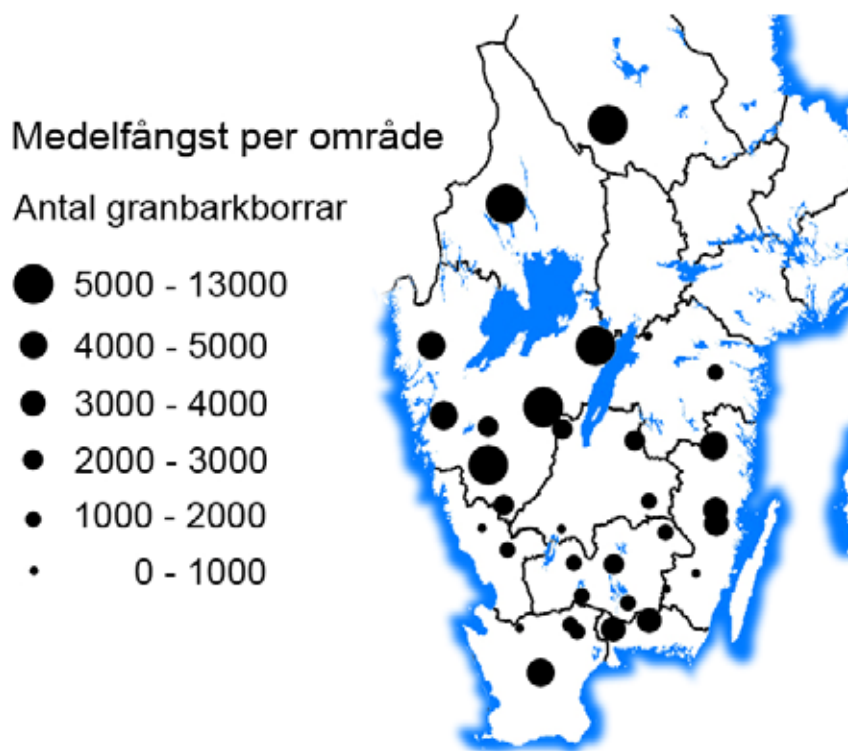 Medelfångst per område
Antal granbarkborrar
5000 - 13000
4000 - 5000
3000 - 4000
2000 - 3000
1000 - 2000
0 - 1000